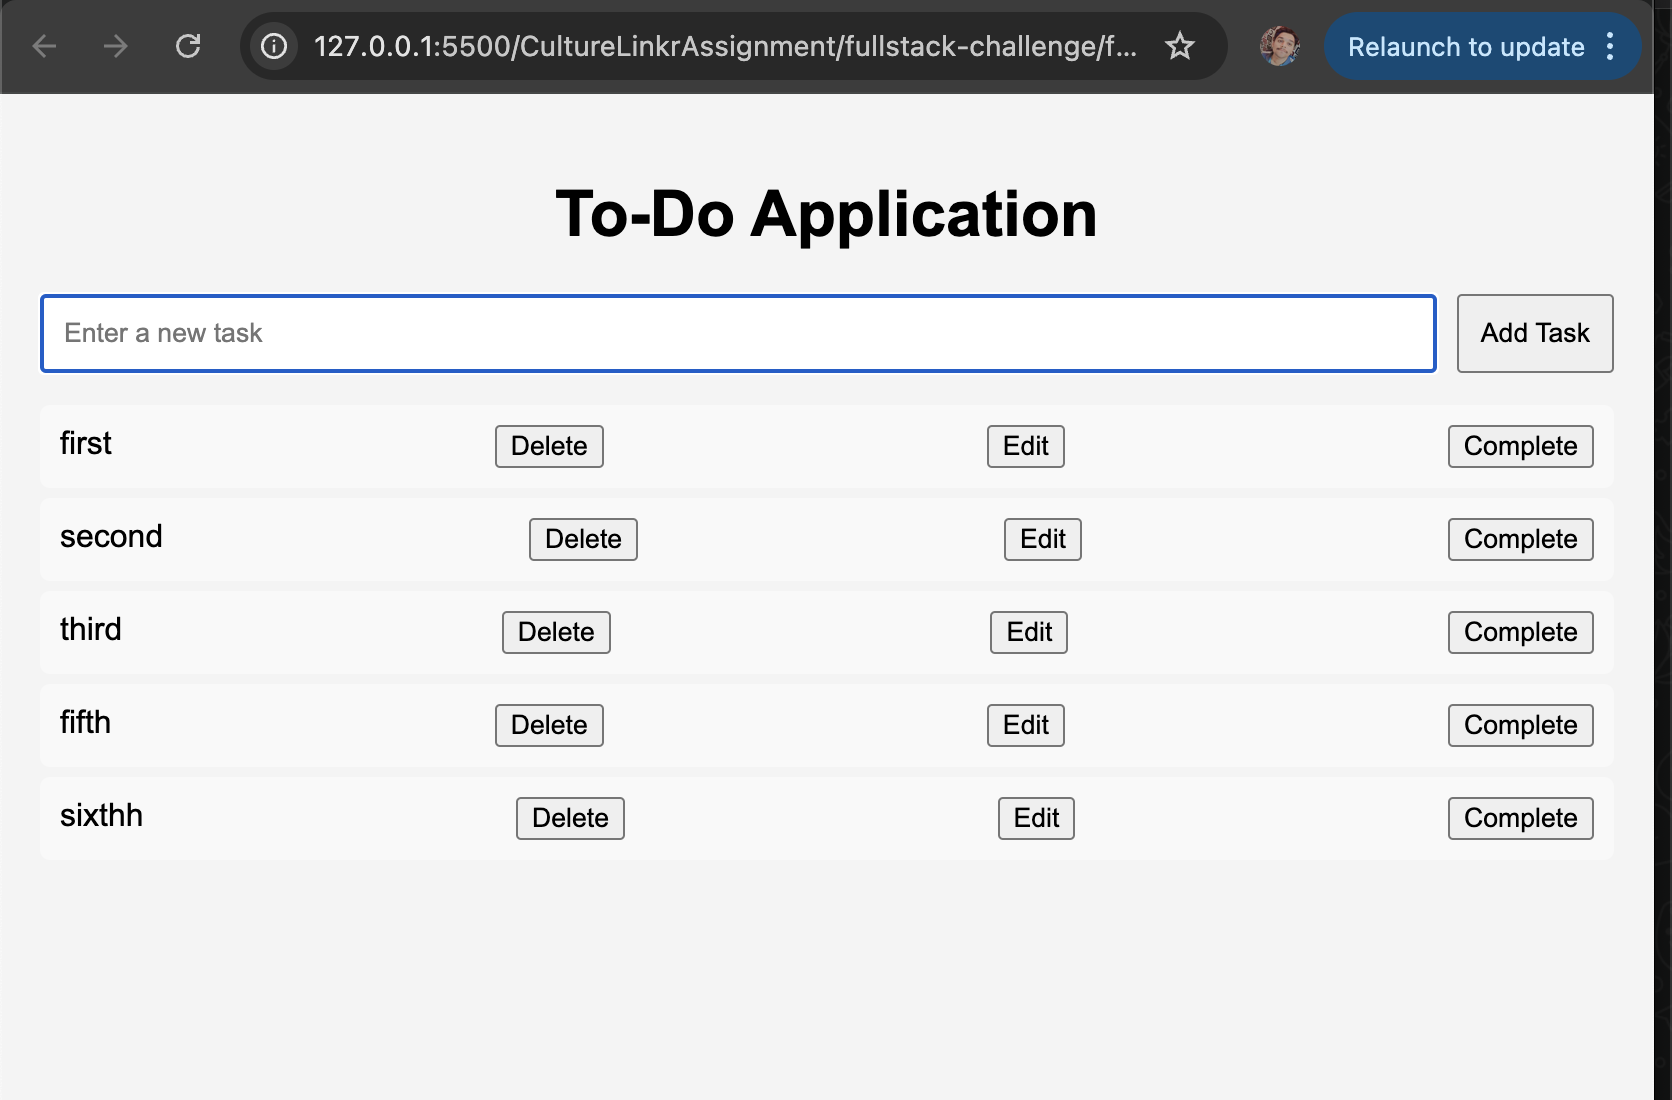 127.0.0.1:5500/CultureLinkrAssignment/fullstack-challenge/f...
Relaunch to update
To-Do Application
Enter a new task
Add Task
first Delete Edit Complete
second Delete Edit Complete
third Delete Edit Complete
fifth Delete Edit Complete
sixthh Delete Edit Complete